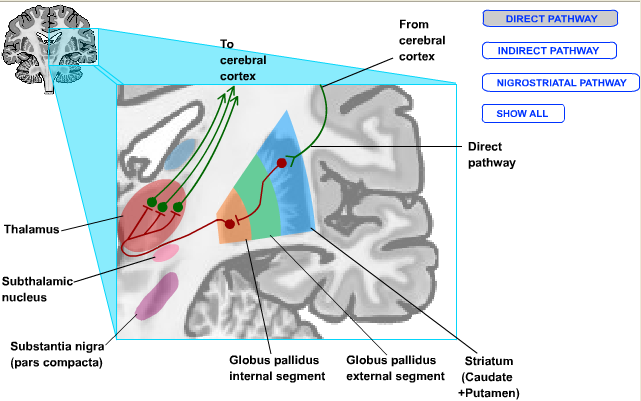 From
cerebral
cortex
To
cerebral
cortex
DIRECT PATHWAY
INDIRECT PATHWAY
NIGROSTRIATAL PATHWAY
SHOW ALL
Direct
pathway
Thalamus
Subthalamic
nucleus
Substantia nigra
(pars compacta)
Globus pallidus
internal segment
Globus pallidus
external segment
Striatum
(Caudate
+Putamen)